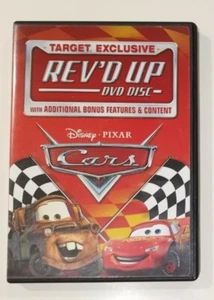 TARGET EXCLUSIVE
REV'D UP
DVD DISC
WITH ADDITIONAL BONUS FEATURES & CONTENT
Disney · PIXAR
Cars